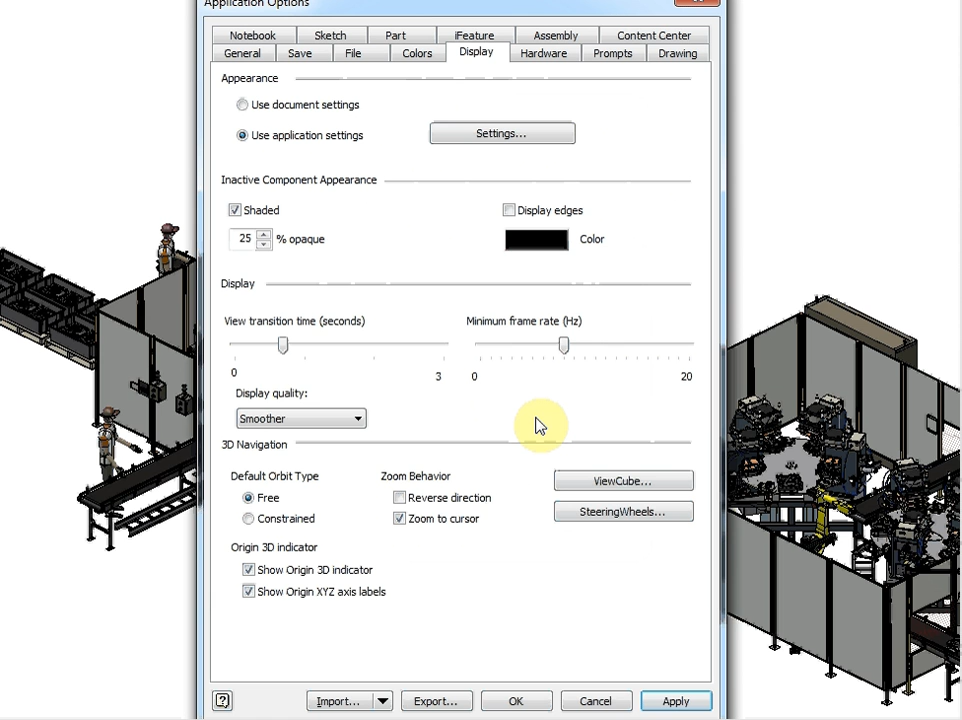 Application Options
Notebook Sketch Part iFeature Assembly Content Center
General Save File Colors Display Hardware Prompts Drawing
Appearance
Use document settings
Use application settings Settings...
Inactive Component Appearance
Shaded Display edges
25 % opaque Color
Display
View transition time (seconds) Minimum frame rate (Hz)
0 3 0 20
Display quality:
Smoother
3D Navigation
Default Orbit Type Zoom Behavior ViewCube...
Free Reverse direction
Constrained Zoom to cursor SteeringWheels...
Origin 3D indicator
Show Origin 3D indicator
Show Origin XYZ axis labels
? Import... Export... OK Cancel Apply